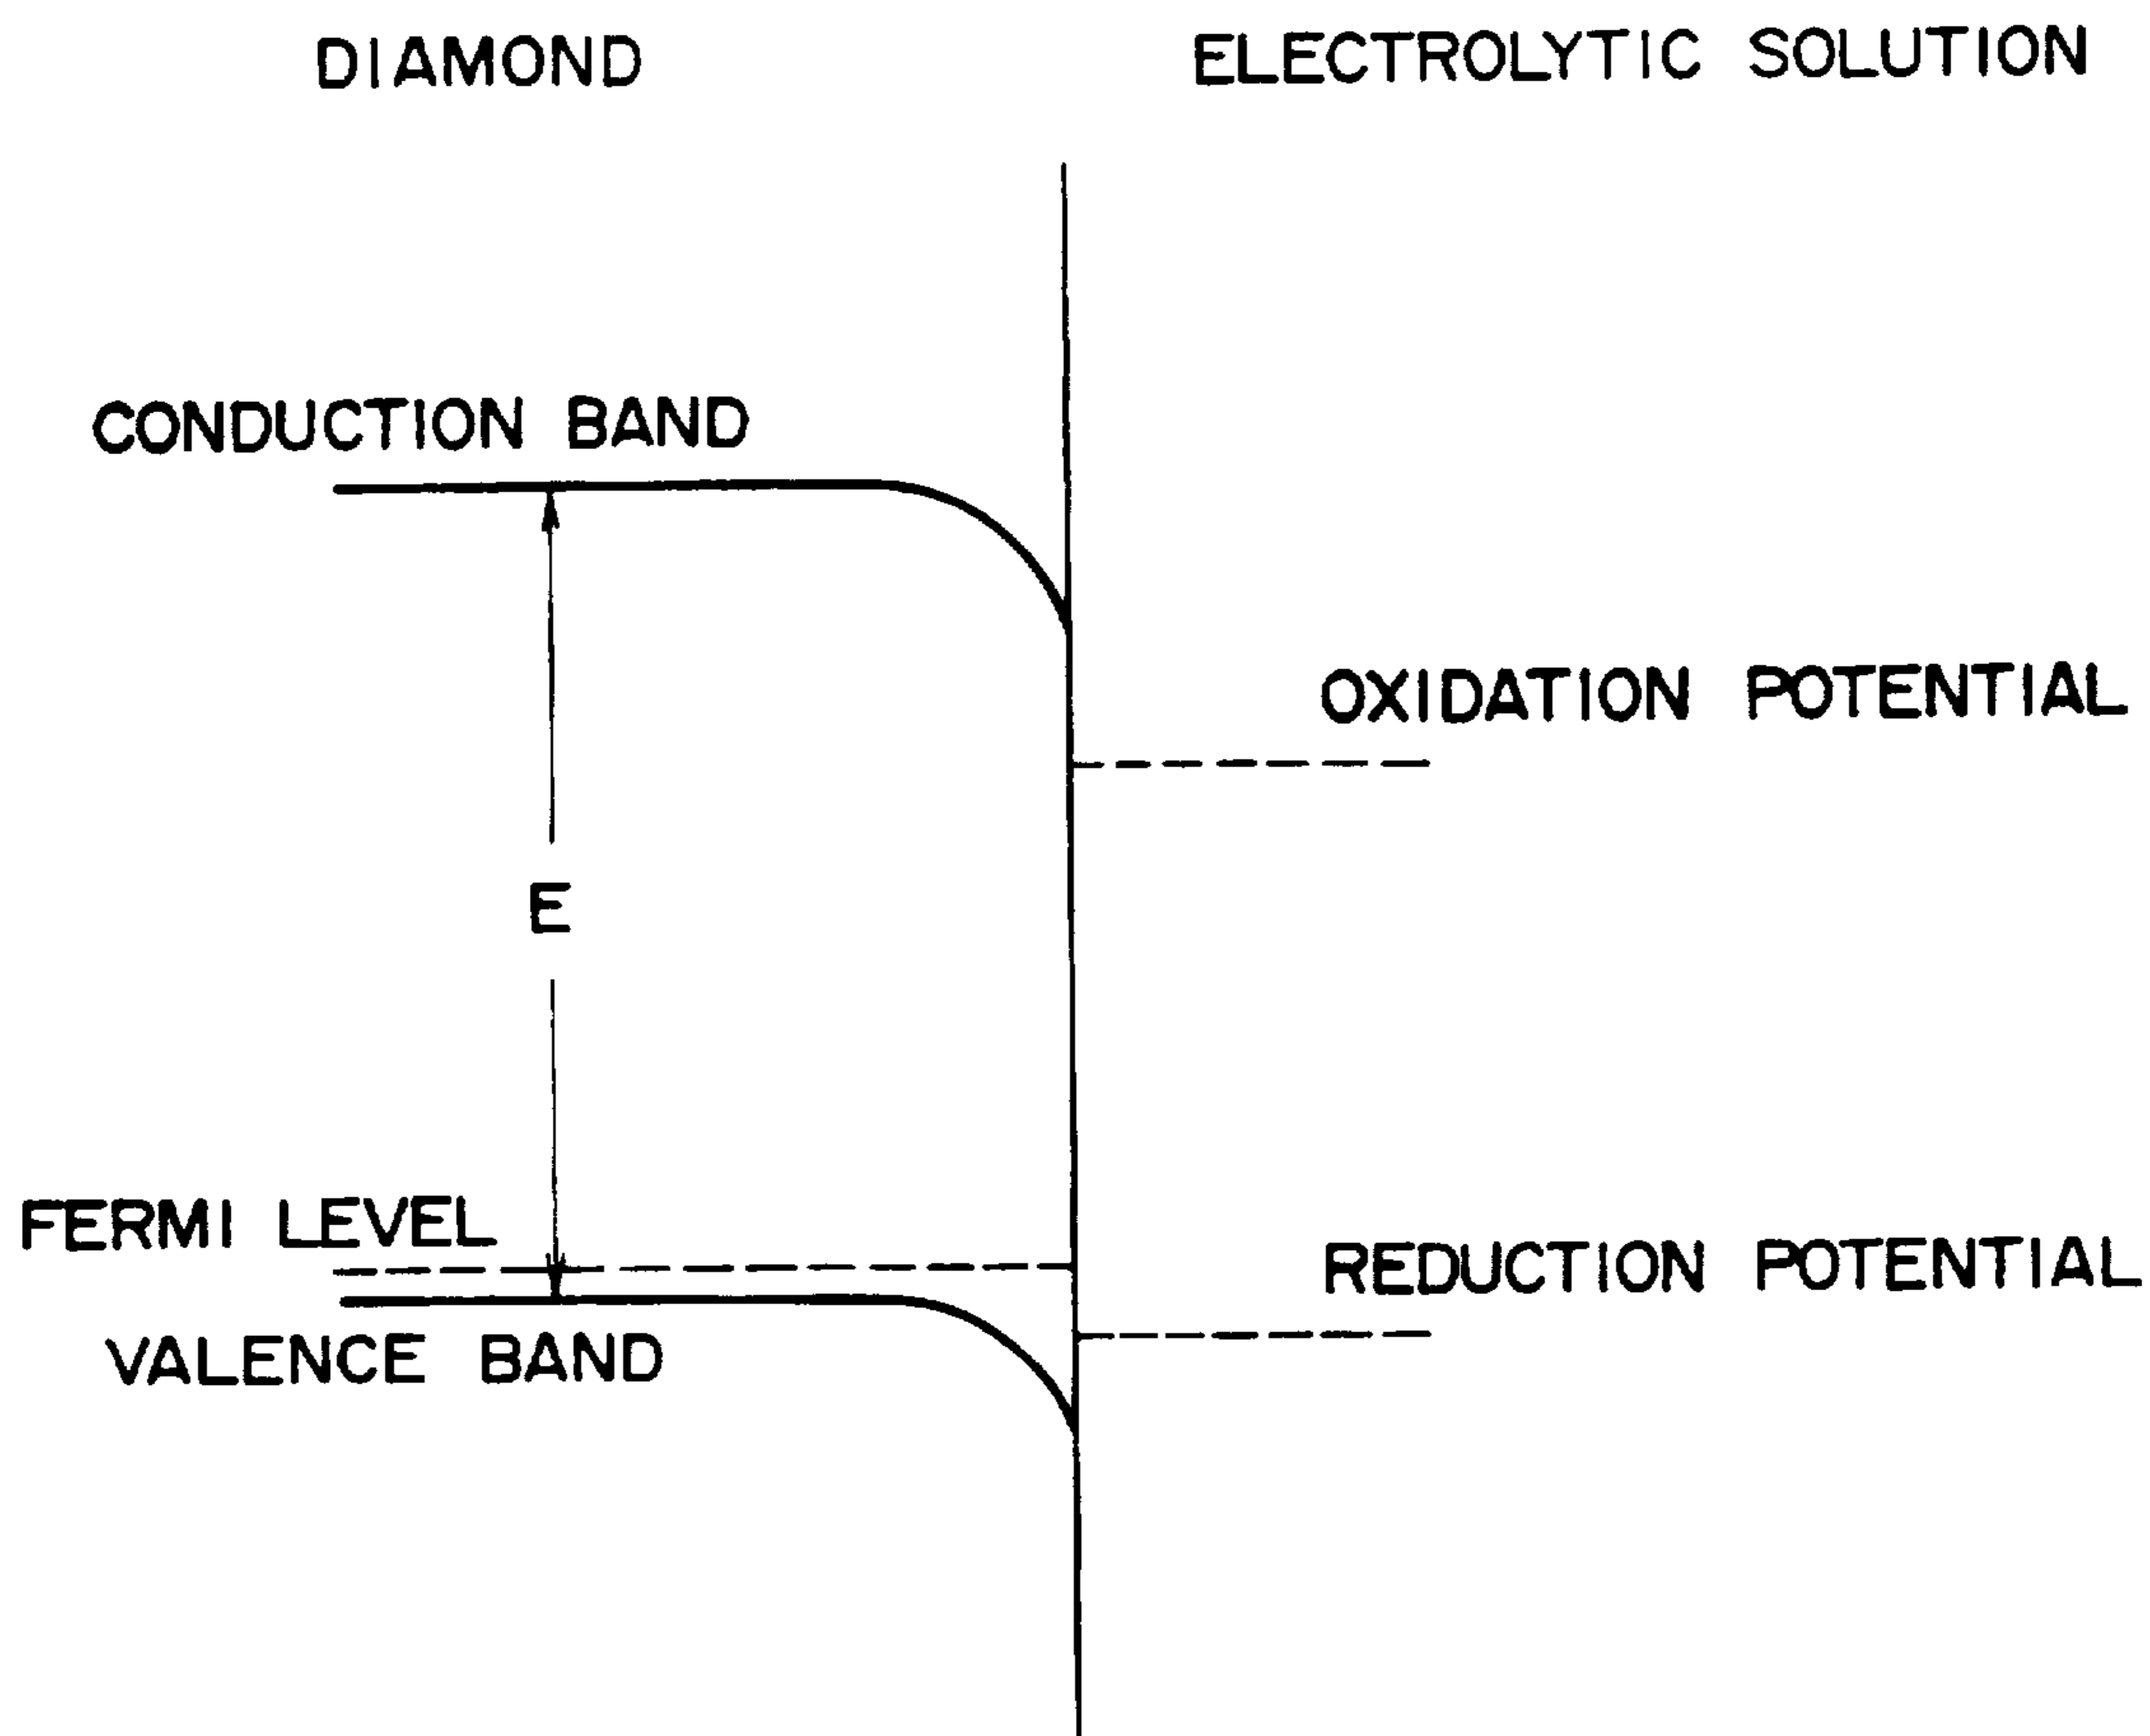 DIAMOND
ELECTROLYTIC SOLUTION
CONDUCTION BAND
OXIDATION POTENTIAL
E
FERMI LEVEL
REDUCTION POTENTIAL
VALENCE BAND